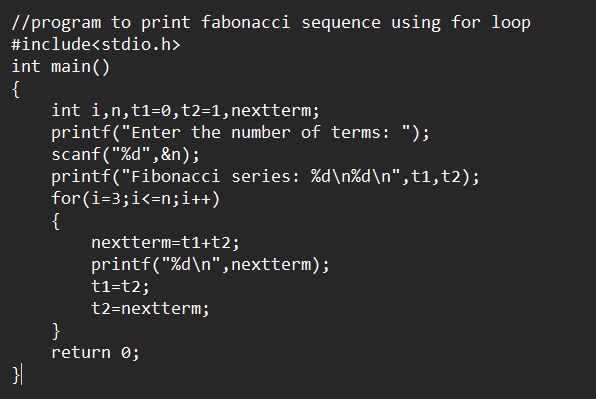 //program to print fabonacci sequence using for loop
#include<stdio.h>
int main()
{
    int i,n,t1=0,t2=1,nextterm;
    printf("Enter the number of terms: ");
    scanf("%d",&n);
    printf("Fibonacci series: %d\n%d\n",t1,t2);
    for(i=3;i<=n;i++)
    {
        nextterm=t1+t2;
        printf("%d\n",nextterm);
        t1=t2;
        t2=nextterm;
    }
    return 0;
}